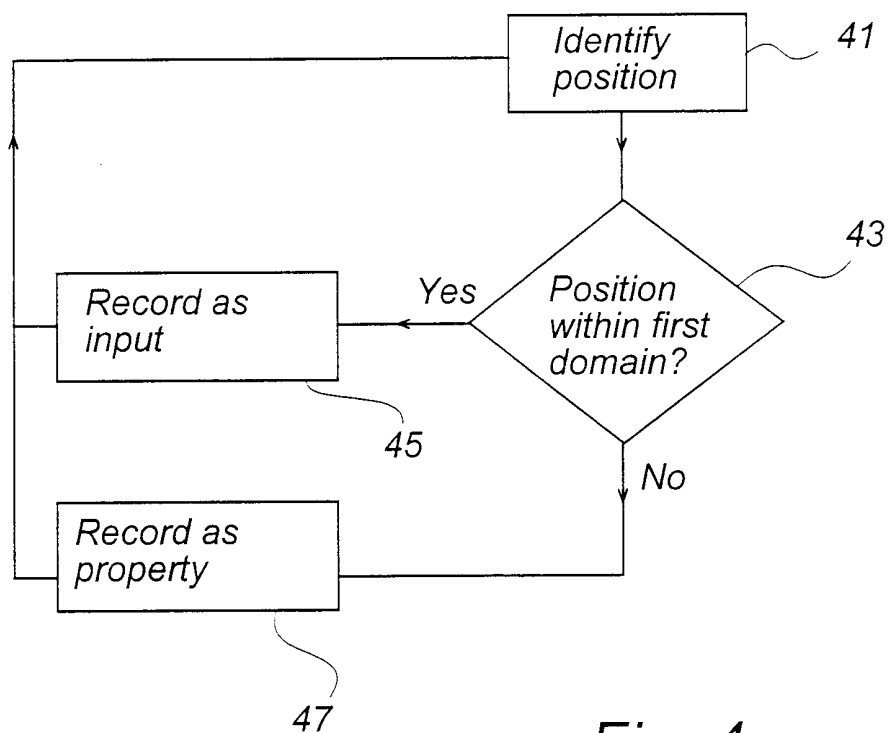 Identify
position
41
43
Yes
Position
within first
domain?
Record as
input
45
No
Record as
property
47